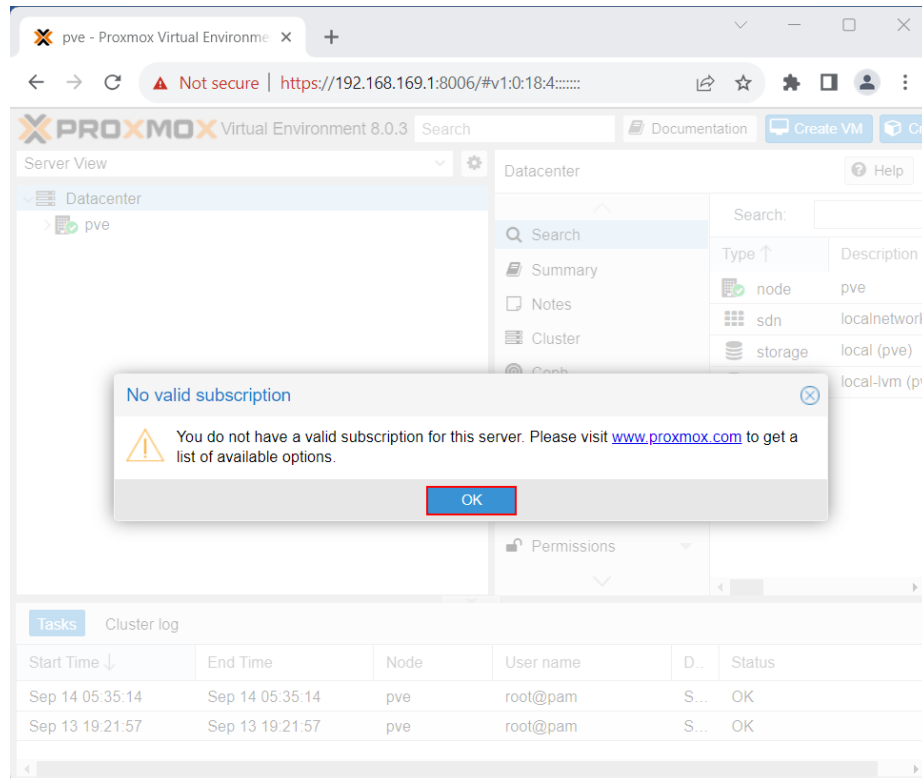 pve - Proxmox Virtual Environme
Not secure | https://192.168.169.1:8006/#v1:0:18:4:::::::
PROXMOX Virtual Environment 8.0.3 Search Documentation Create VM
Server View
Datacenter
pve
Datacenter Help
Search
Summary
Notes
Cluster
Ceph
Permissions
Search:
Type ↑ Description
node pve
sdn localnetwork
storage local (pve)
local-lvm (pv
No valid subscription
You do not have a valid subscription for this server. Please visit www.proxmox.com to get a
list of available options.
OK
Tasks Cluster log
Start Time ↓ End Time Node User name D.. Status
Sep 14 05:35:14 Sep 14 05:35:14 pve root@pam S... OK
Sep 13 19:21:57 Sep 13 19:21:57 pve root@pam S... OK